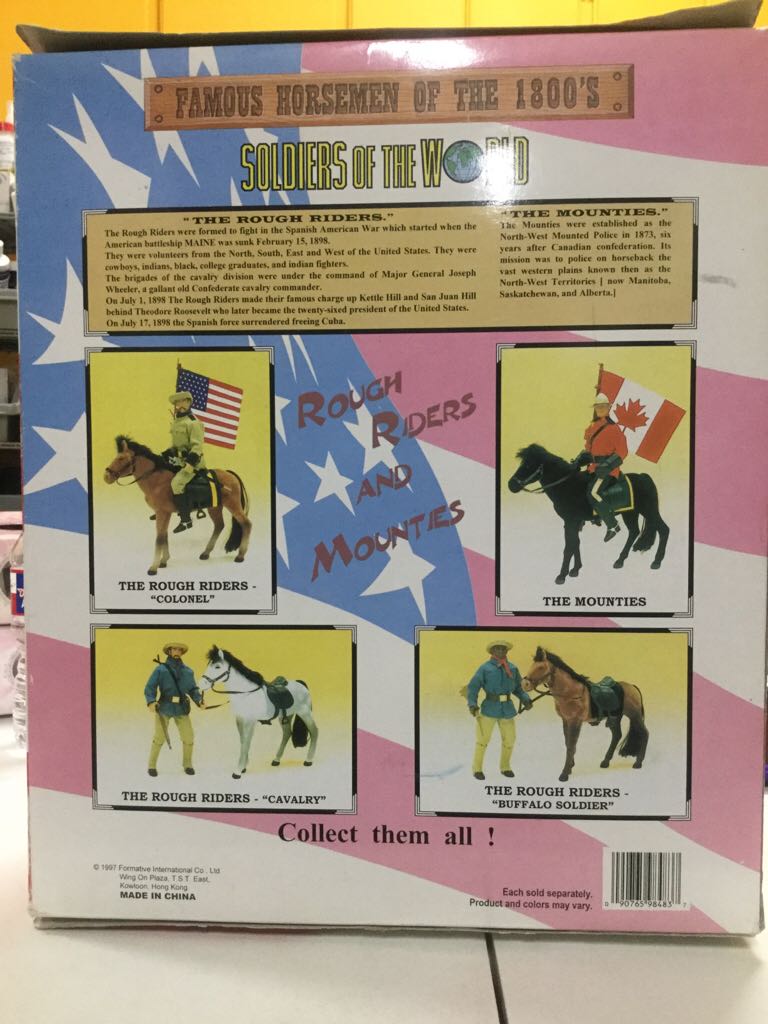 FAMOUS HORSEMEN OF THE 1800'S
SOLDIERS OF THE WORLD
"THE ROUGH RIDERS."
The Rough Riders were formed to fight in the Spanish American War which started when the
American battleship MAINE was sunk February 15, 1898.
They were volunteers from the North, South, East and West of the United States. They were
cowboys, indians, black, college graduates, and indian fighters.
The brigades of the cavalry division were under the command of Major General Joseph
Wheeler, a gallant old Confederate cavalry commander.
On July 1, 1898 The Rough Riders made their famous charge up Kettle Hill and San Juan Hill
behind Theodore Roosevelt who later became the twenty-sixed president of the United States.
On July 17, 1898 the Spanish force surrendered freeing Cuba.
"THE MOUNTIES."
The Mounties were established as the
North-West Mounted Police in 1873, six
years after Canadian confederation. Its
mission was to police on horseback the
vast western plains known then as the
North-West Territories [ now Manitoba,
Saskatchewan, and Alberta.]
ROUGH
RIDERS
AND
MOUNTIES
THE ROUGH RIDERS -
"COLONEL"
THE MOUNTIES
THE ROUGH RIDERS - "CAVALRY"
THE ROUGH RIDERS -
"BUFFALO SOLDIER"
Collect them all !
© 1997 Formative International Co., Ltd
Wing On Plaza, T.S.T. East,
Kowloon, Hong Kong
MADE IN CHINA
Each sold separately.
Product and colors may vary.
0 90765 98483 7